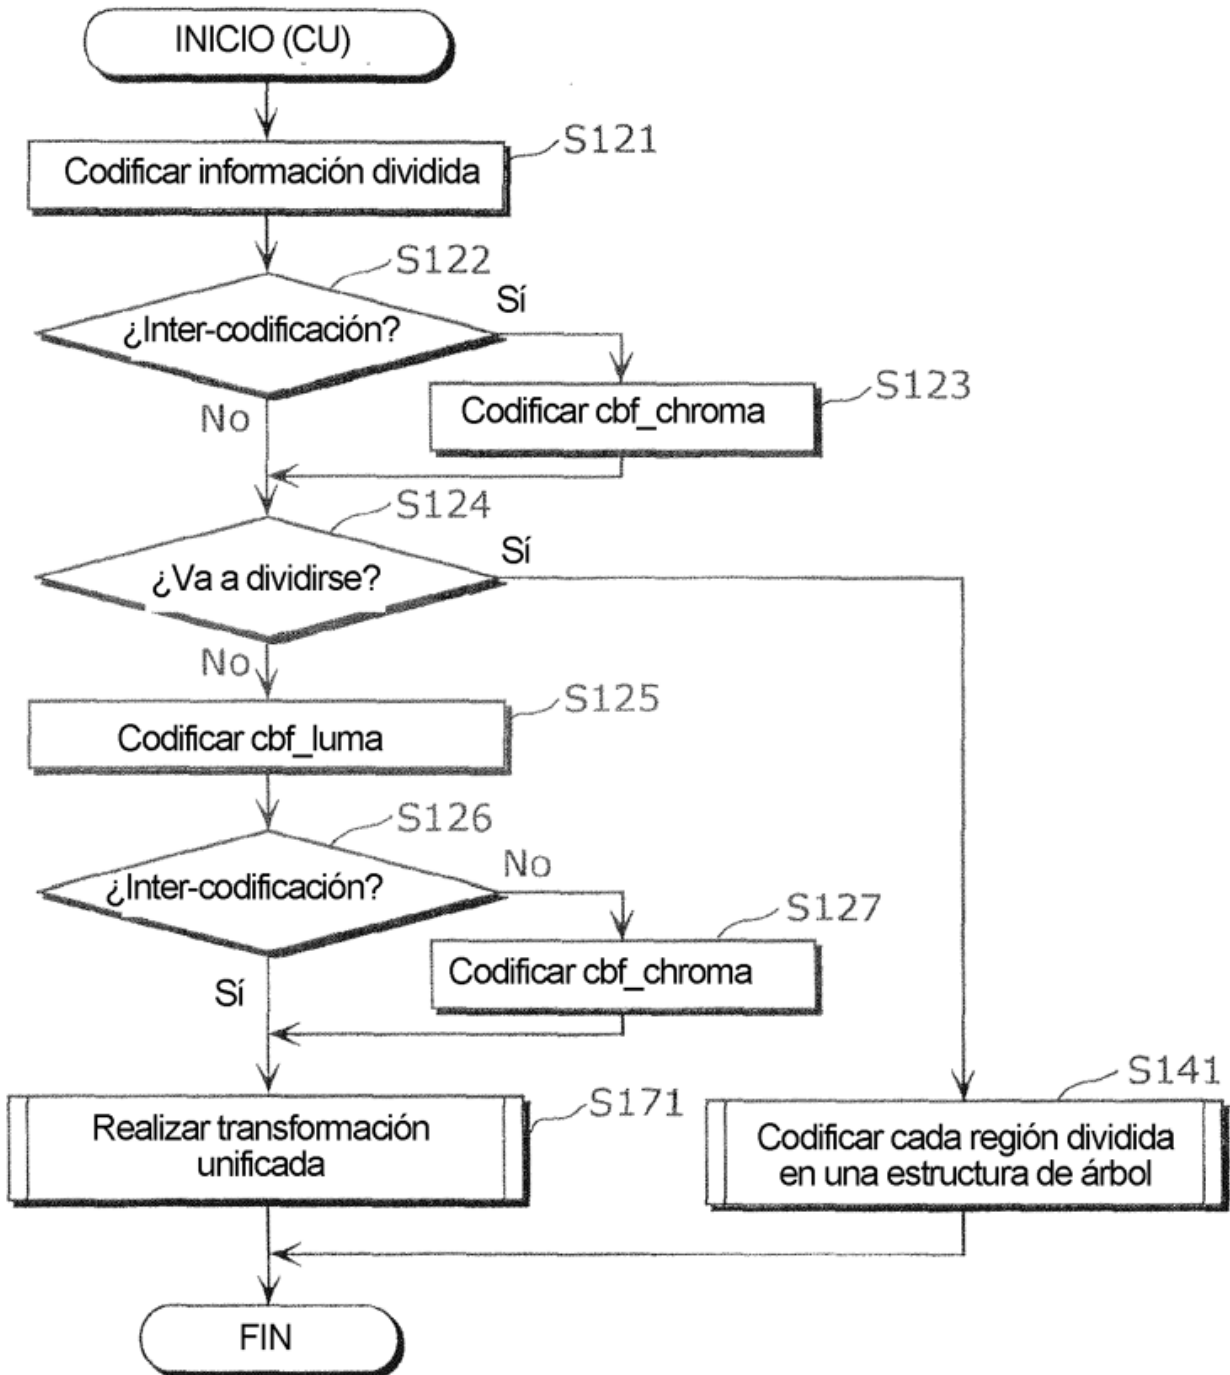 INICIO (CU)
S121
Codificar información dividida
S122
Sí
¿Inter-codificación?
S123
Codificar cbf_chroma
No
S124
Sí
¿Va a dividirse?
No
S125
Codificar cbf_luma
S126
No
¿Inter-codificación?
S127
Codificar cbf_chroma
Sí
S171
S141
Realizar transformación
unificada
Codificar cada región dividida
en una estructura de árbol
FIN